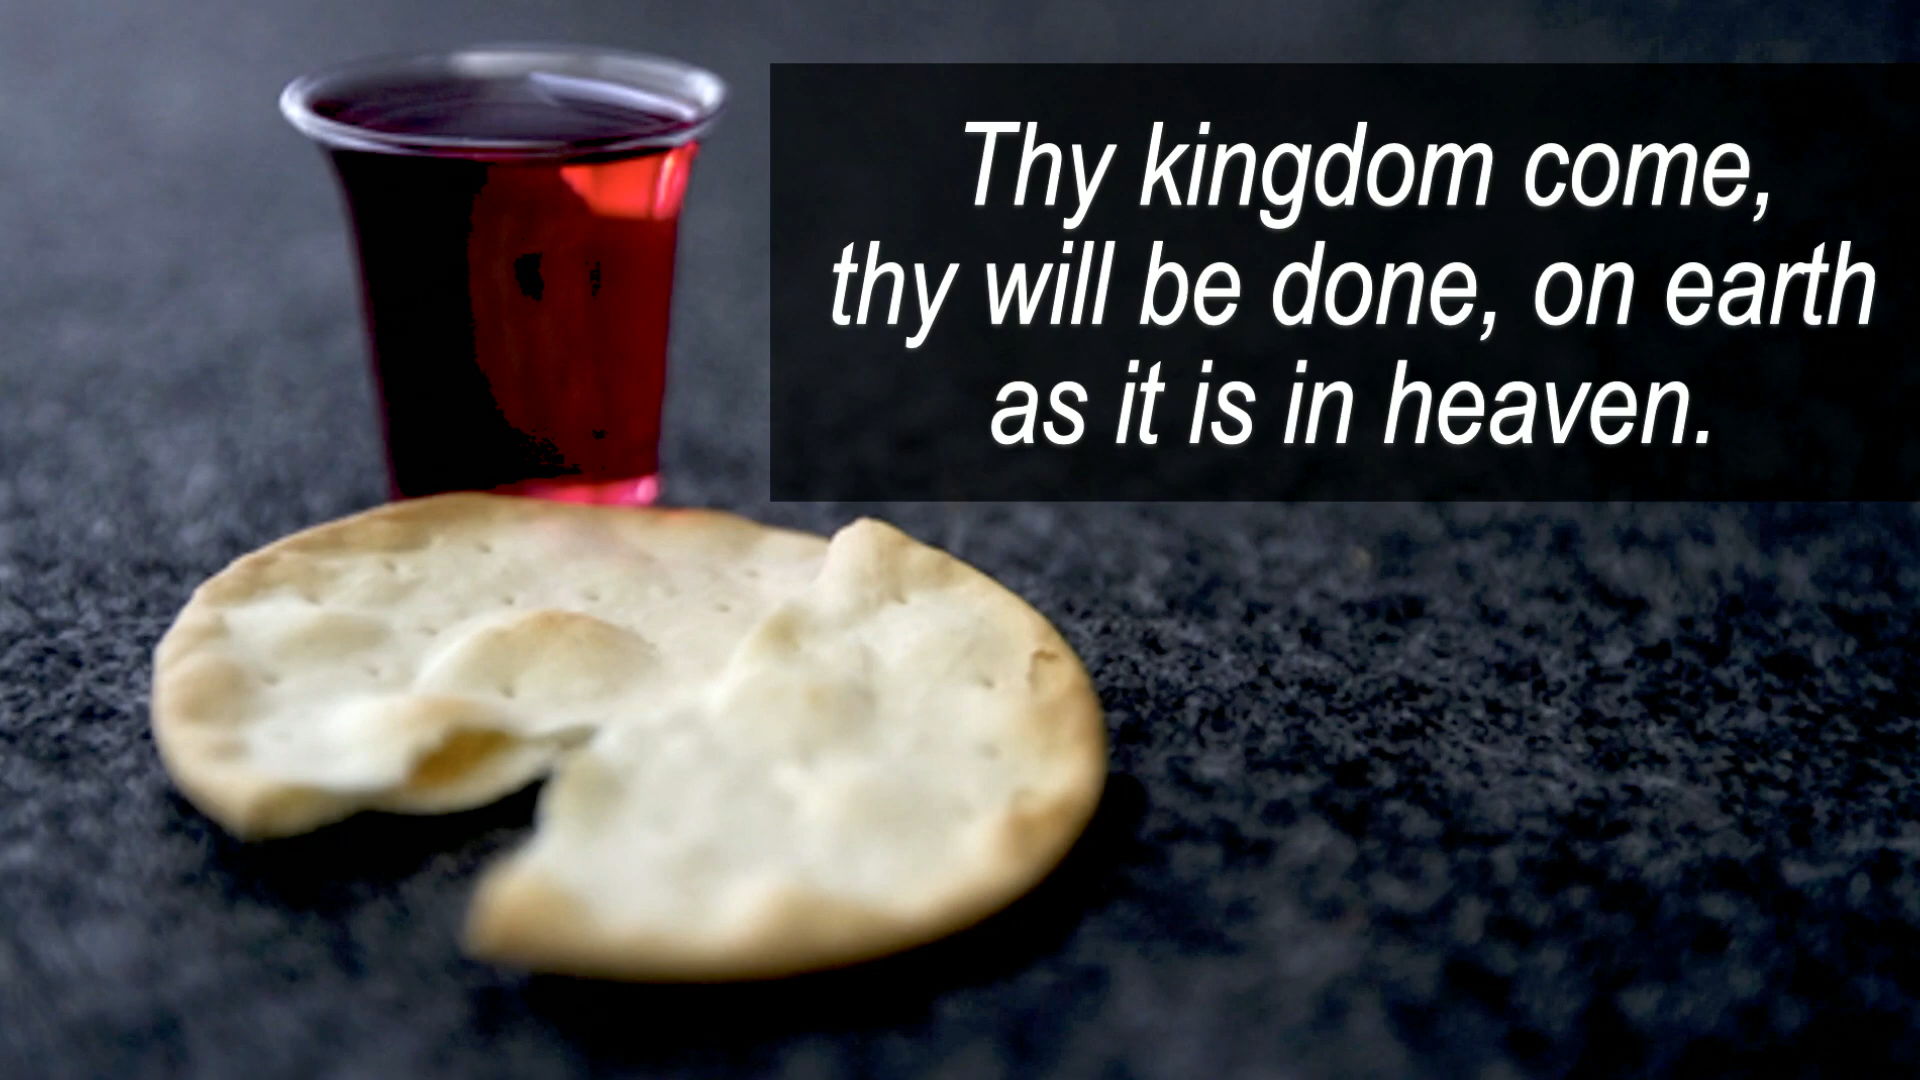 Thy kingdom come,
thy will be done, on earth
as it is in heaven.